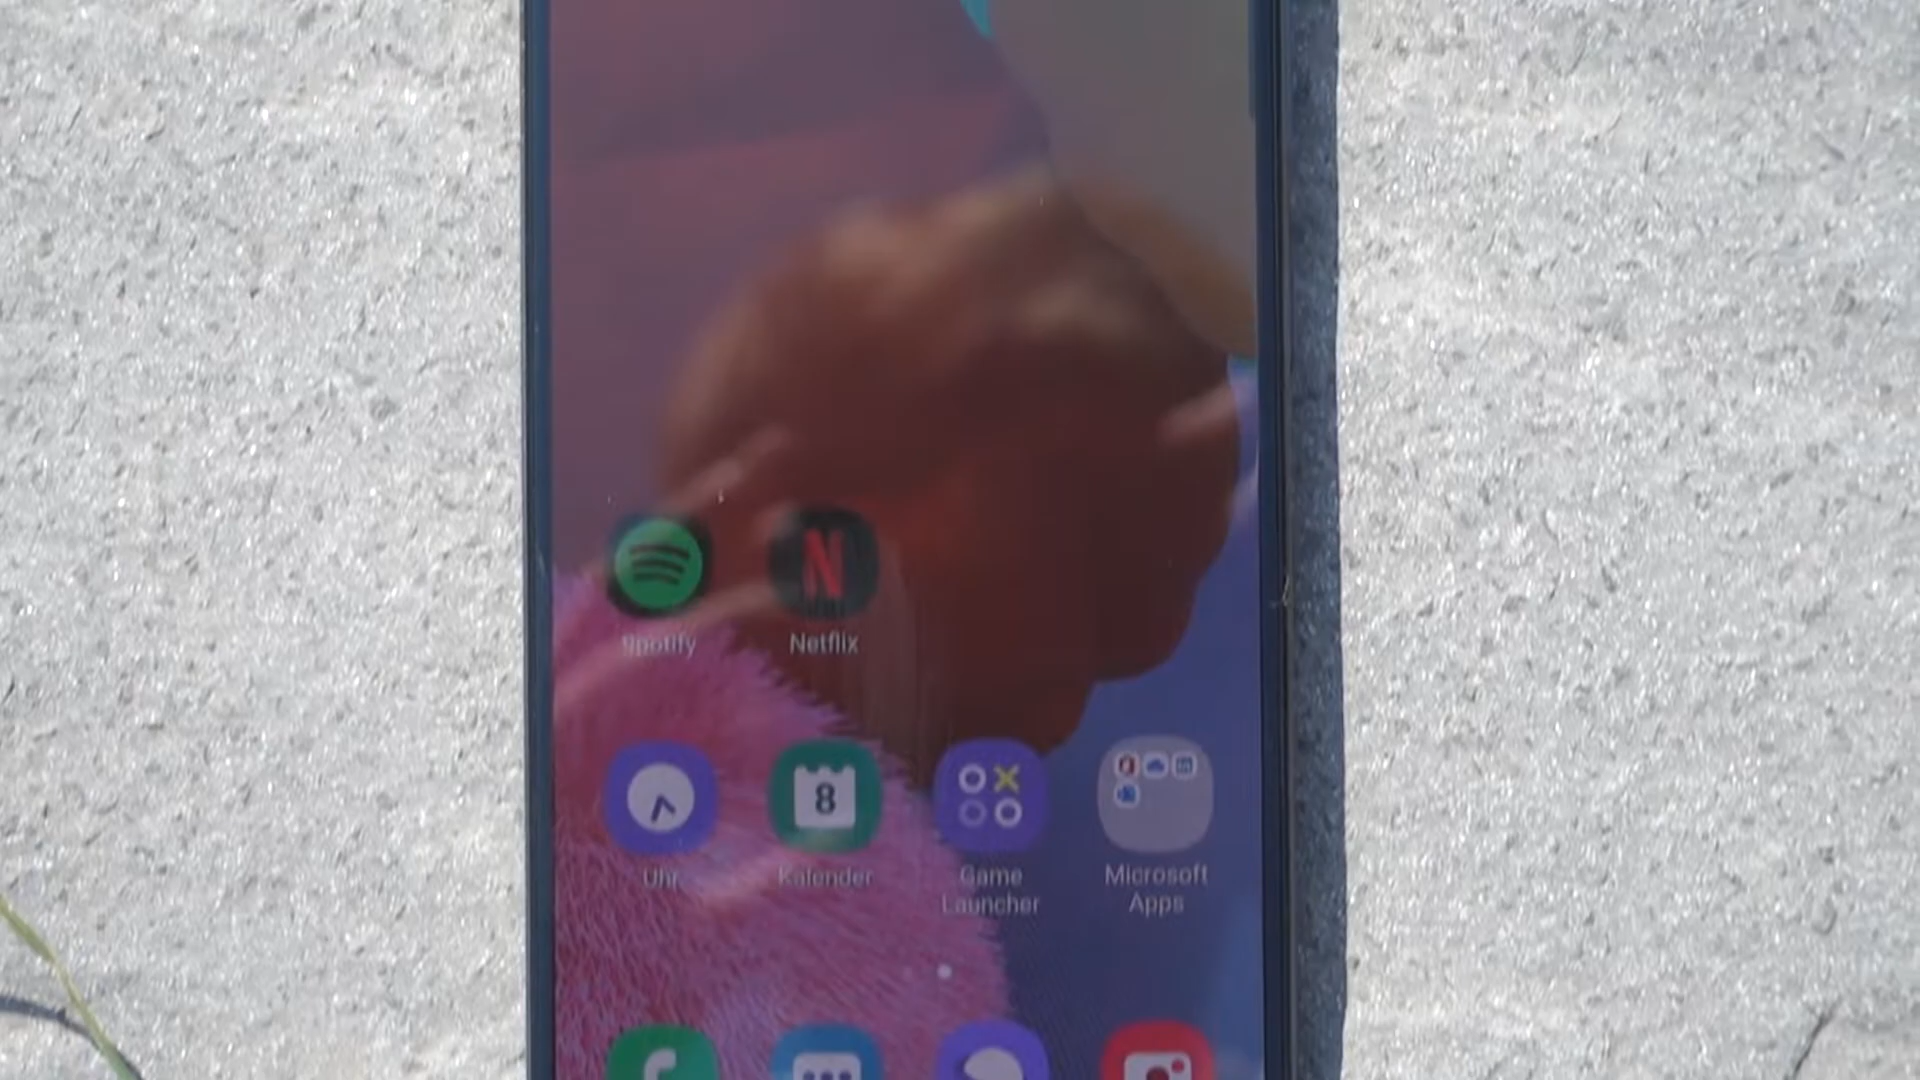 N
Spotify
Netflix
8
Uhr
Kalender
Game
Launcher
Microsoft
Apps